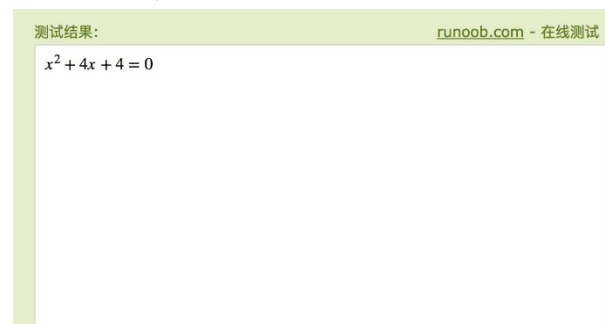 测试结果:
runoob.com - 在线测试
x² + 4x + 4 = 0